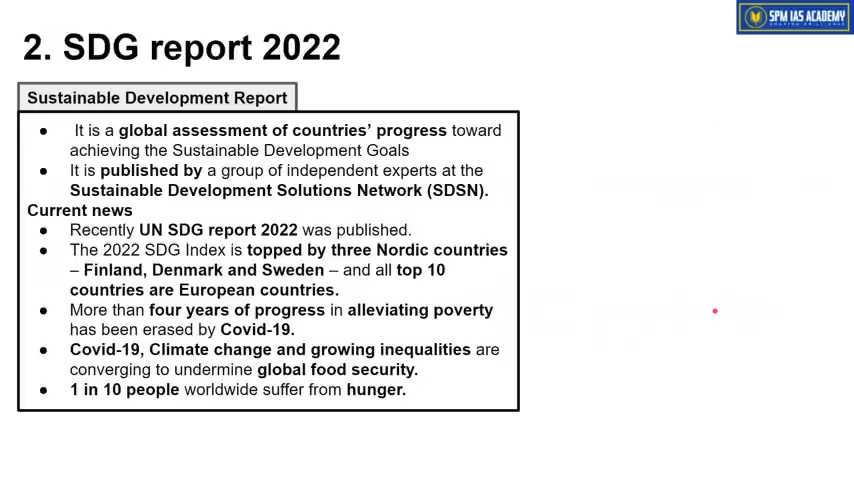 SPM IAS ACADEMY
SHAPING BRILLIANCE
2. SDG report 2022
Sustainable Development Report
● It is a global assessment of countries’ progress toward
achieving the Sustainable Development Goals
● It is published by a group of independent experts at the
Sustainable Development Solutions Network (SDSN).
Current news
● Recently UN SDG report 2022 was published.
● The 2022 SDG Index is topped by three Nordic countries
– Finland, Denmark and Sweden – and all top 10
countries are European countries.
● More than four years of progress in alleviating poverty
has been erased by Covid-19.
● Covid-19, Climate change and growing inequalities are
converging to undermine global food security.
● 1 in 10 people worldwide suffer from hunger.